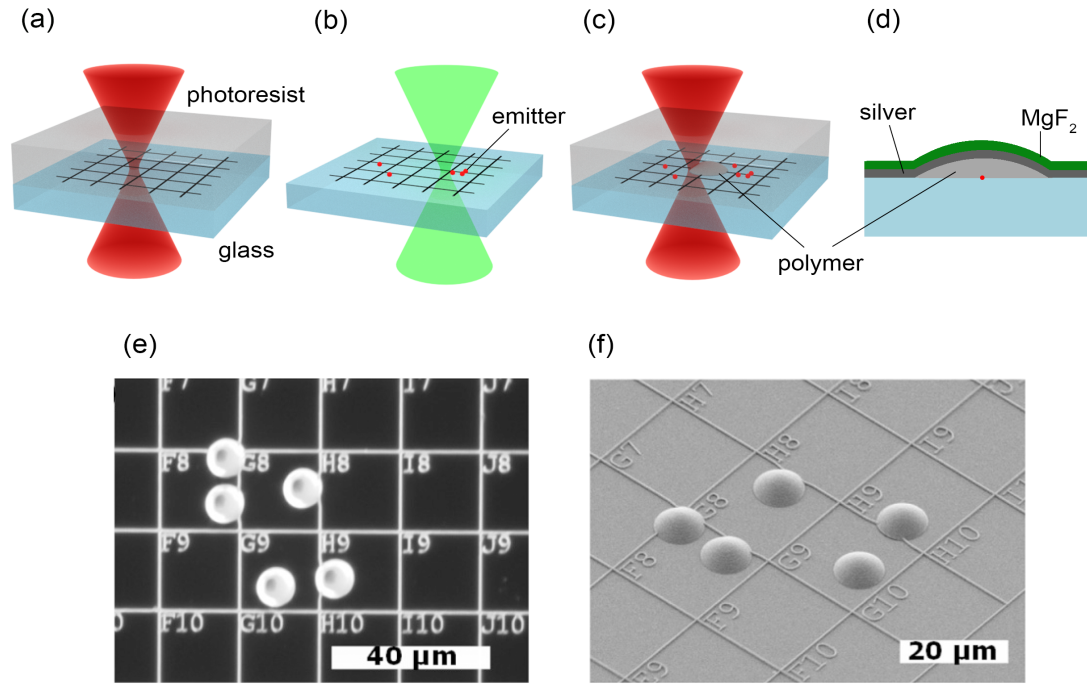 (a)
(b)
(c)
(d)
photoresist
emitter
silver
MgF2
glass
polymer
(e)
(f)
F7 G7 H7 I7 J7
F8 G8 H8 I8 J8
F9 G9 H9 I9 J9
0 F10 G10 H10 I10 J10
40 µm
H7
I8
G7
H8
I9
G8
H9
F8
G9
H10
F9
G10
E9
F10
20 µm